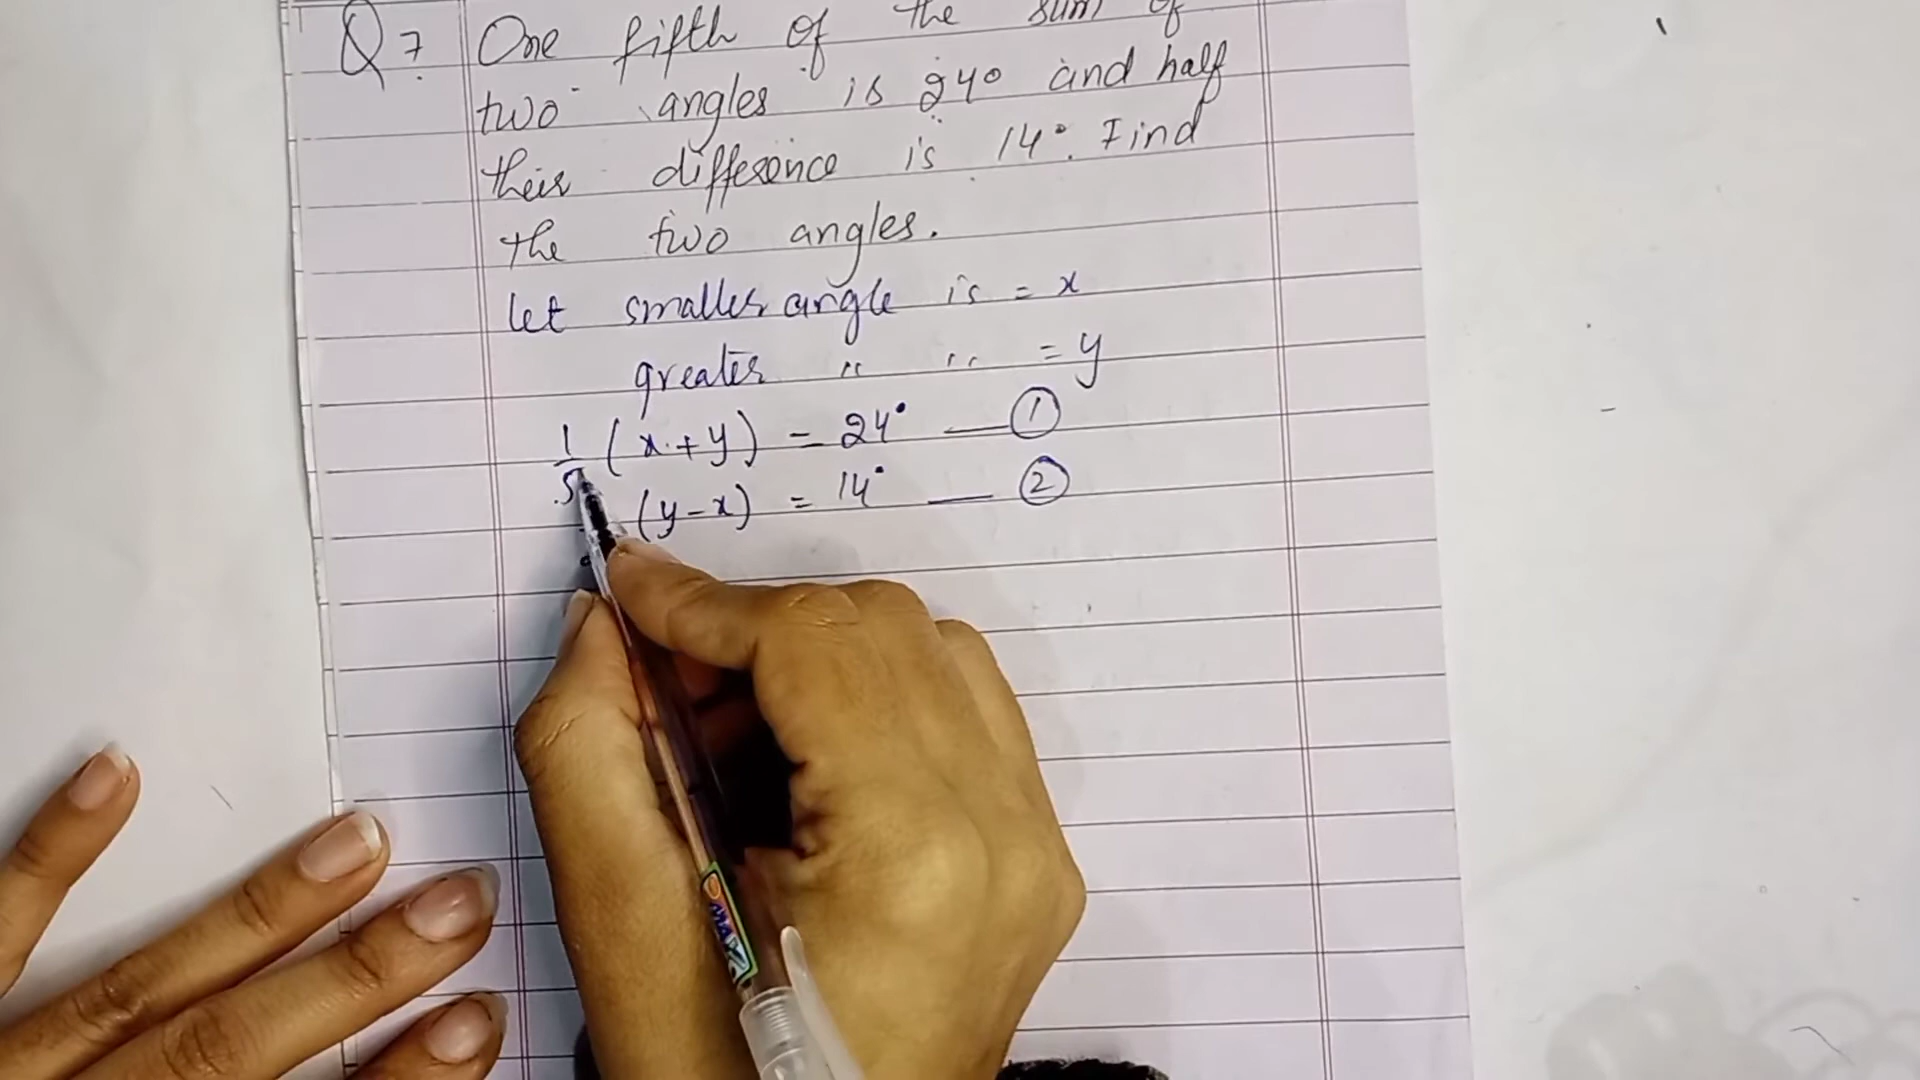 Q7 One fifth of the sum of
two angles is 24° and half
their difference is 14°. Find
the two angles.
let smaller angle is = x
greater " " = y
1/5 (x + y) = 24° — ①
(y - x) = 14° — ②